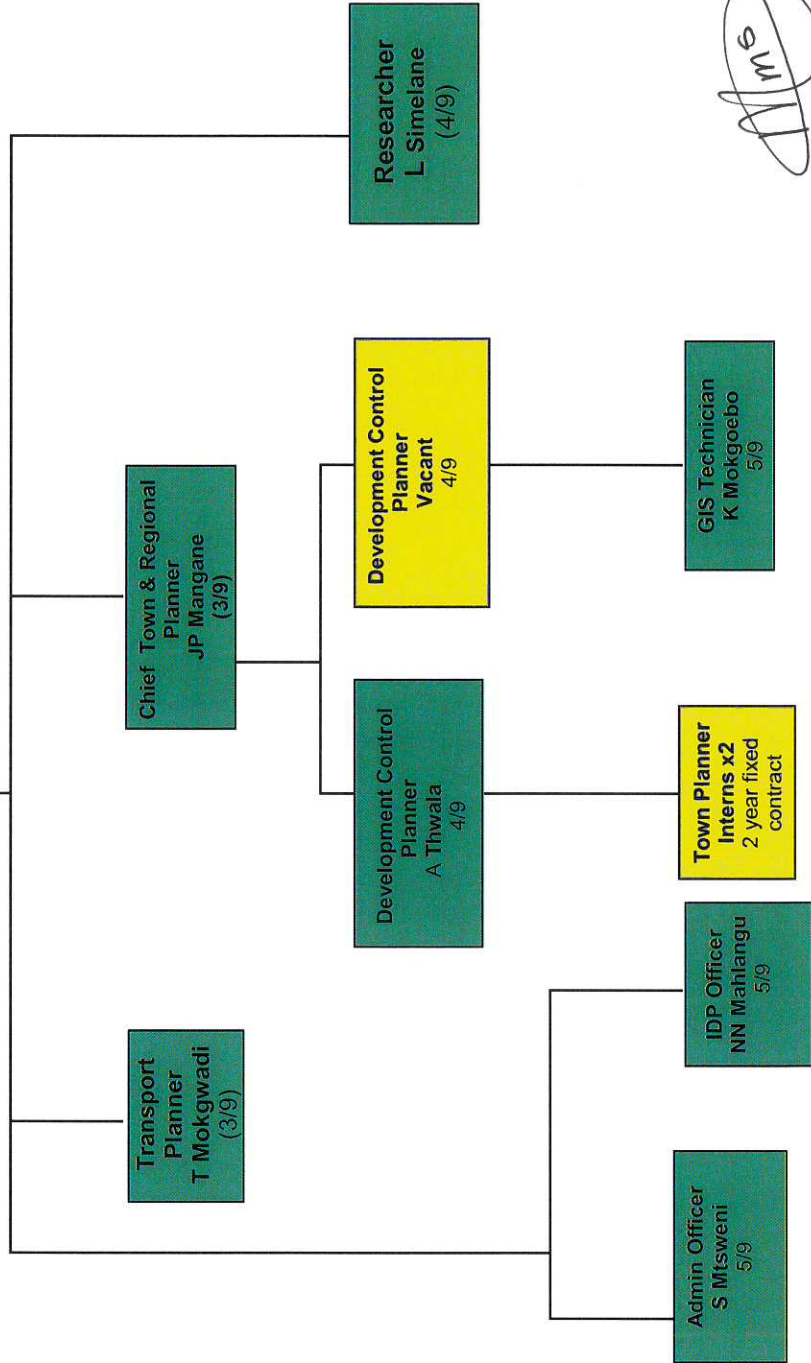 Transport
Planner
T Mokgwadi
(3/9)
Chief Town & Regional
Planner
JP Mangane
(3/9)
Researcher
L Simelane
(4/9)
Development Control
Planner
A Thwala
4/9
Development Control
Planner
Vacant
4/9
Admin Officer
S Mtsweni
5/9
IDP Officer
NN Mahlangu
5/9
Town Planner
Interns x2
2 year fixed
contract
GIS Technician
K Mokgoebo
5/9